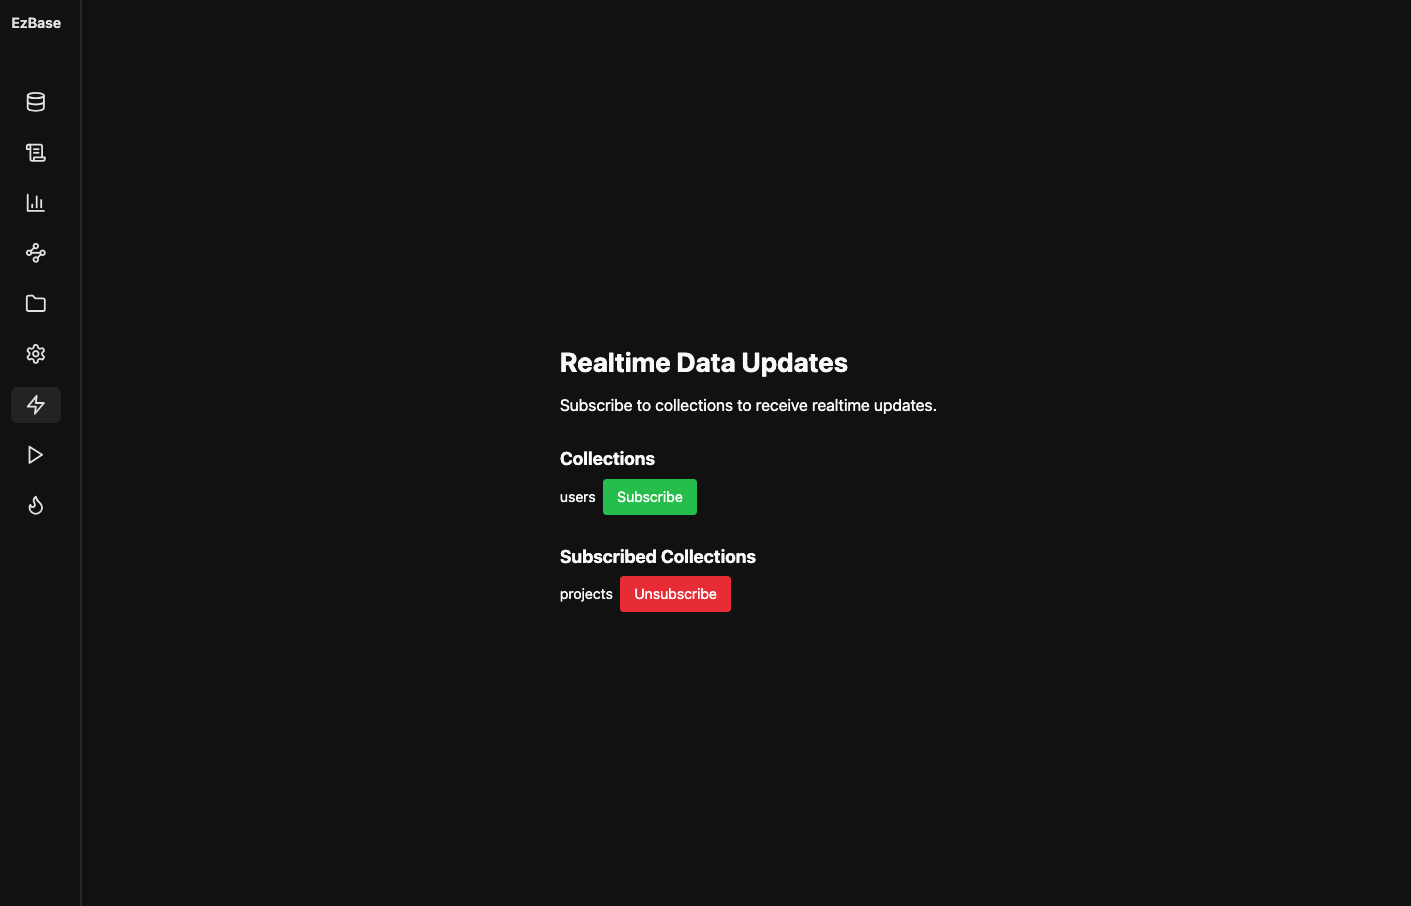 EzBase
Realtime Data Updates
Subscribe to collections to receive realtime updates.
Collections
users Subscribe
Subscribed Collections
projects Unsubscribe